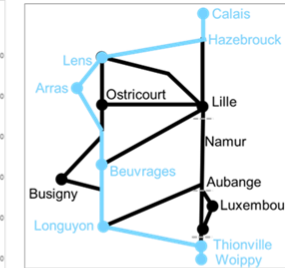 Calais
Hazebrouck
Lens
Arras
Ostricourt
Lille
Namur
Beuvrages
Aubange
Busigny
Luxembou
Longuyon
Thionville
Woippy